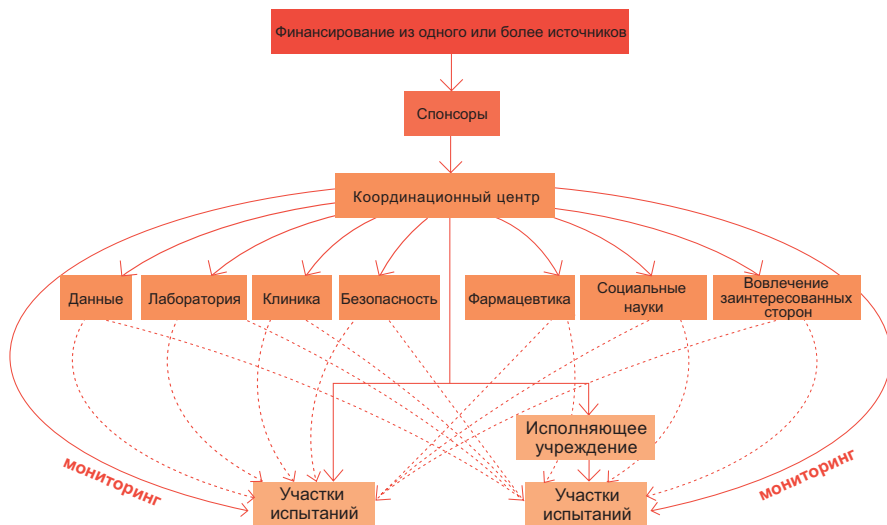 Финансирование из одного или более источников
Спонсоры
Координационный центр
Данные
Лаборатория
Клиника
Безопасность
Фармацевтика
Социальные
науки
Вовлечение
заинтересованных
сторон
Исполняющее
учреждение
мониторинг
мониторинг
Участки
испытаний
Участки
испытаний